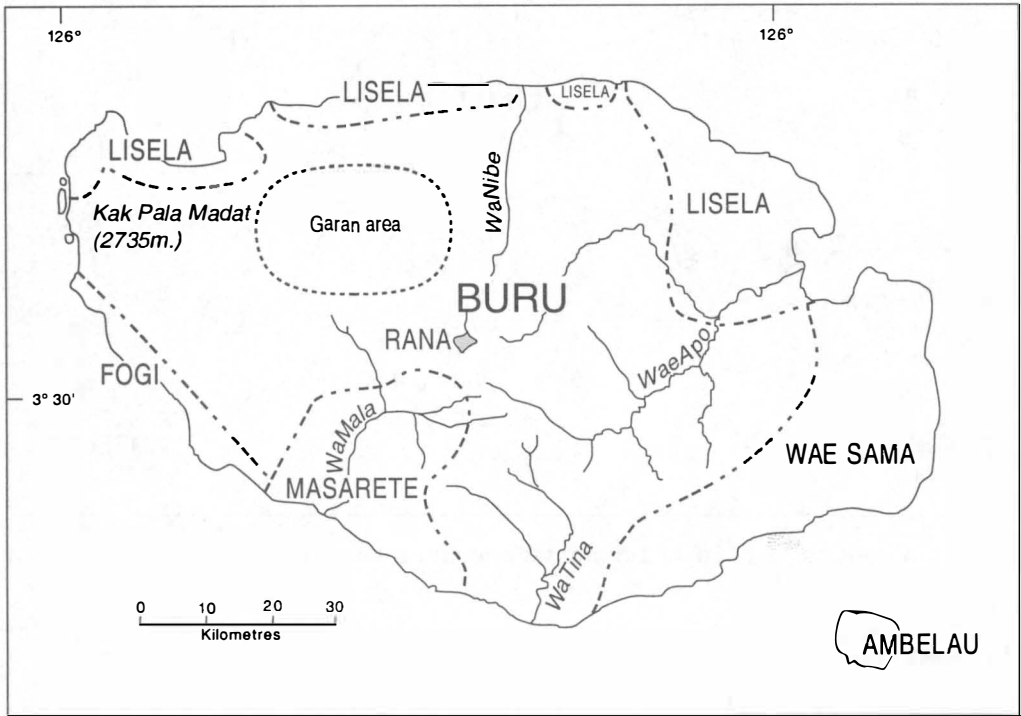 126°
126°
LISELA
LISELA
LISELA
WaNibe
LISELA
Kak Pala Madat
(2735m.)
Garan area
BURU
RANA
WaeApo
FOGI
3° 30'
WaMala
WAE SAMA
MASARETE
WaTina
0 10 20 30
Kilometres
AMBELAU